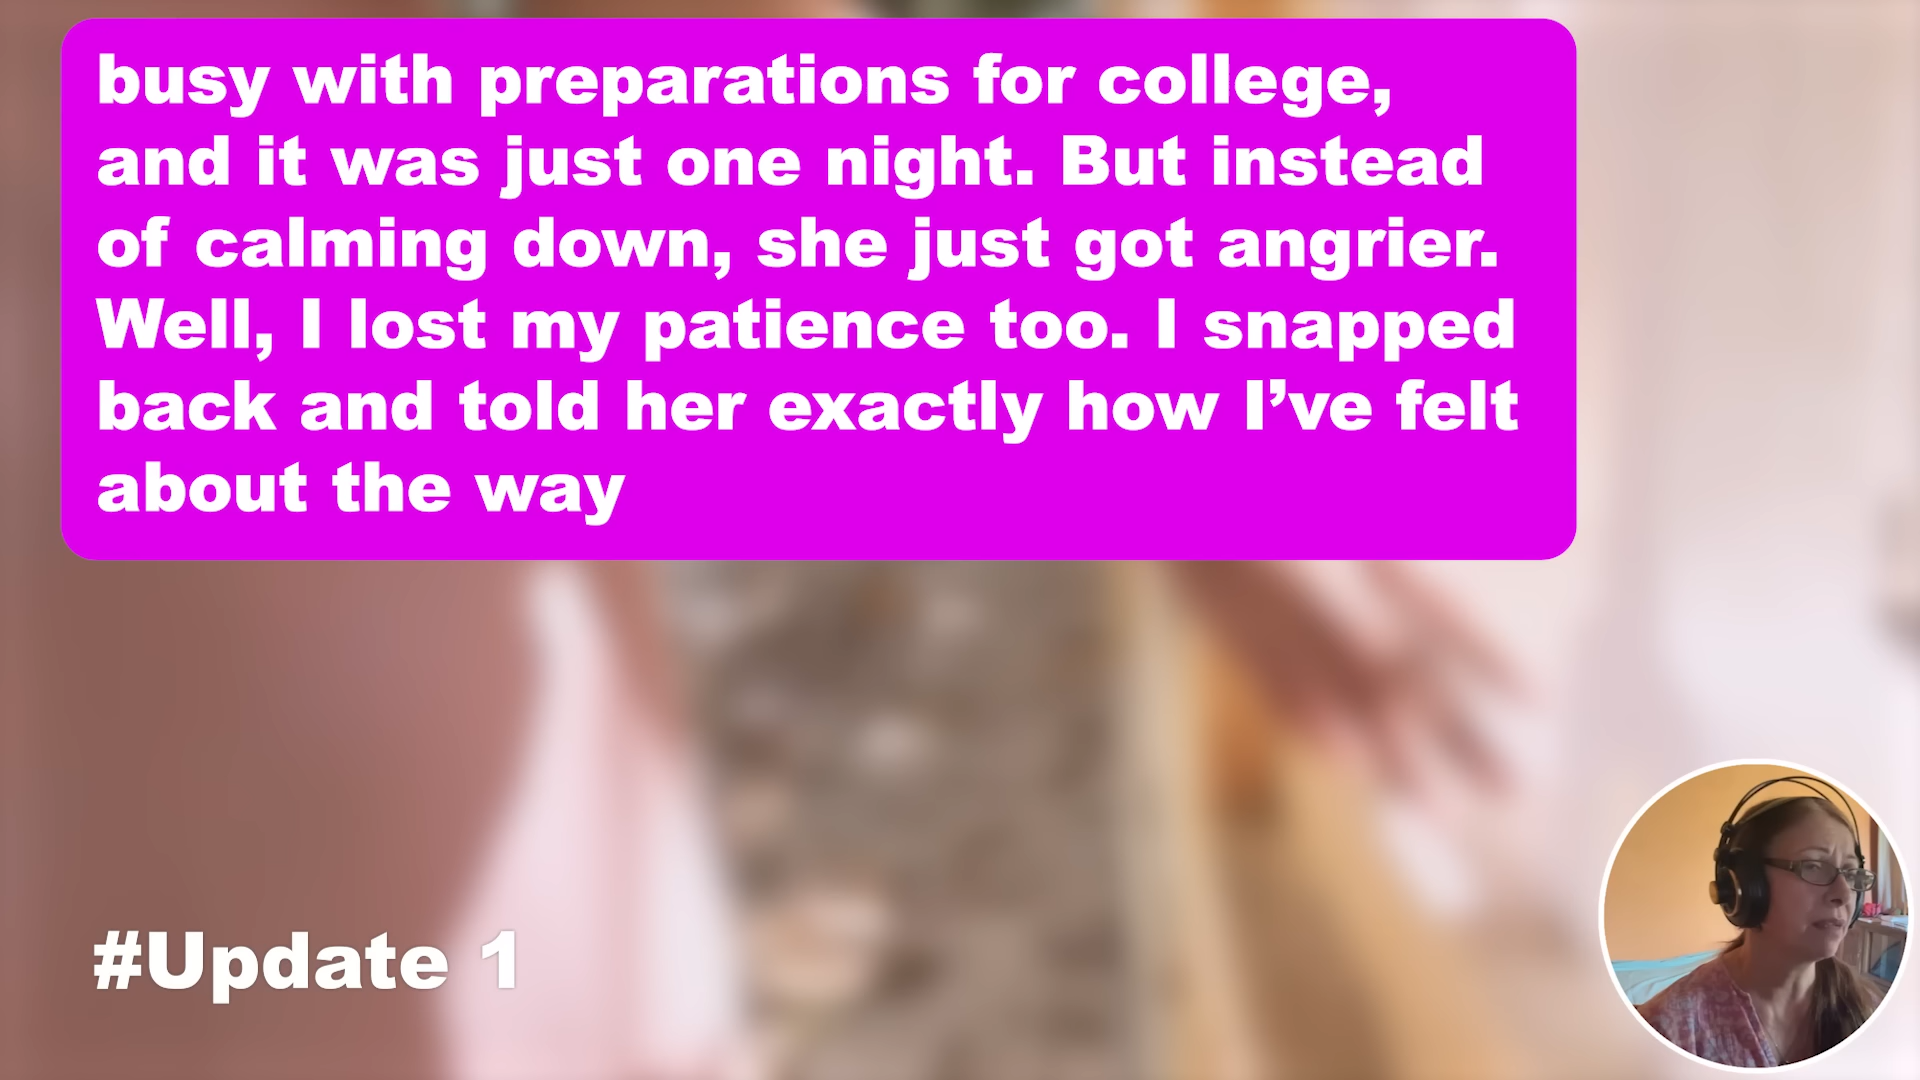 busy with preparations for college,
and it was just one night. But instead
of calming down, she just got angrier.
Well, I lost my patience too. I snapped
back and told her exactly how I’ve felt
about the way
#Update 1